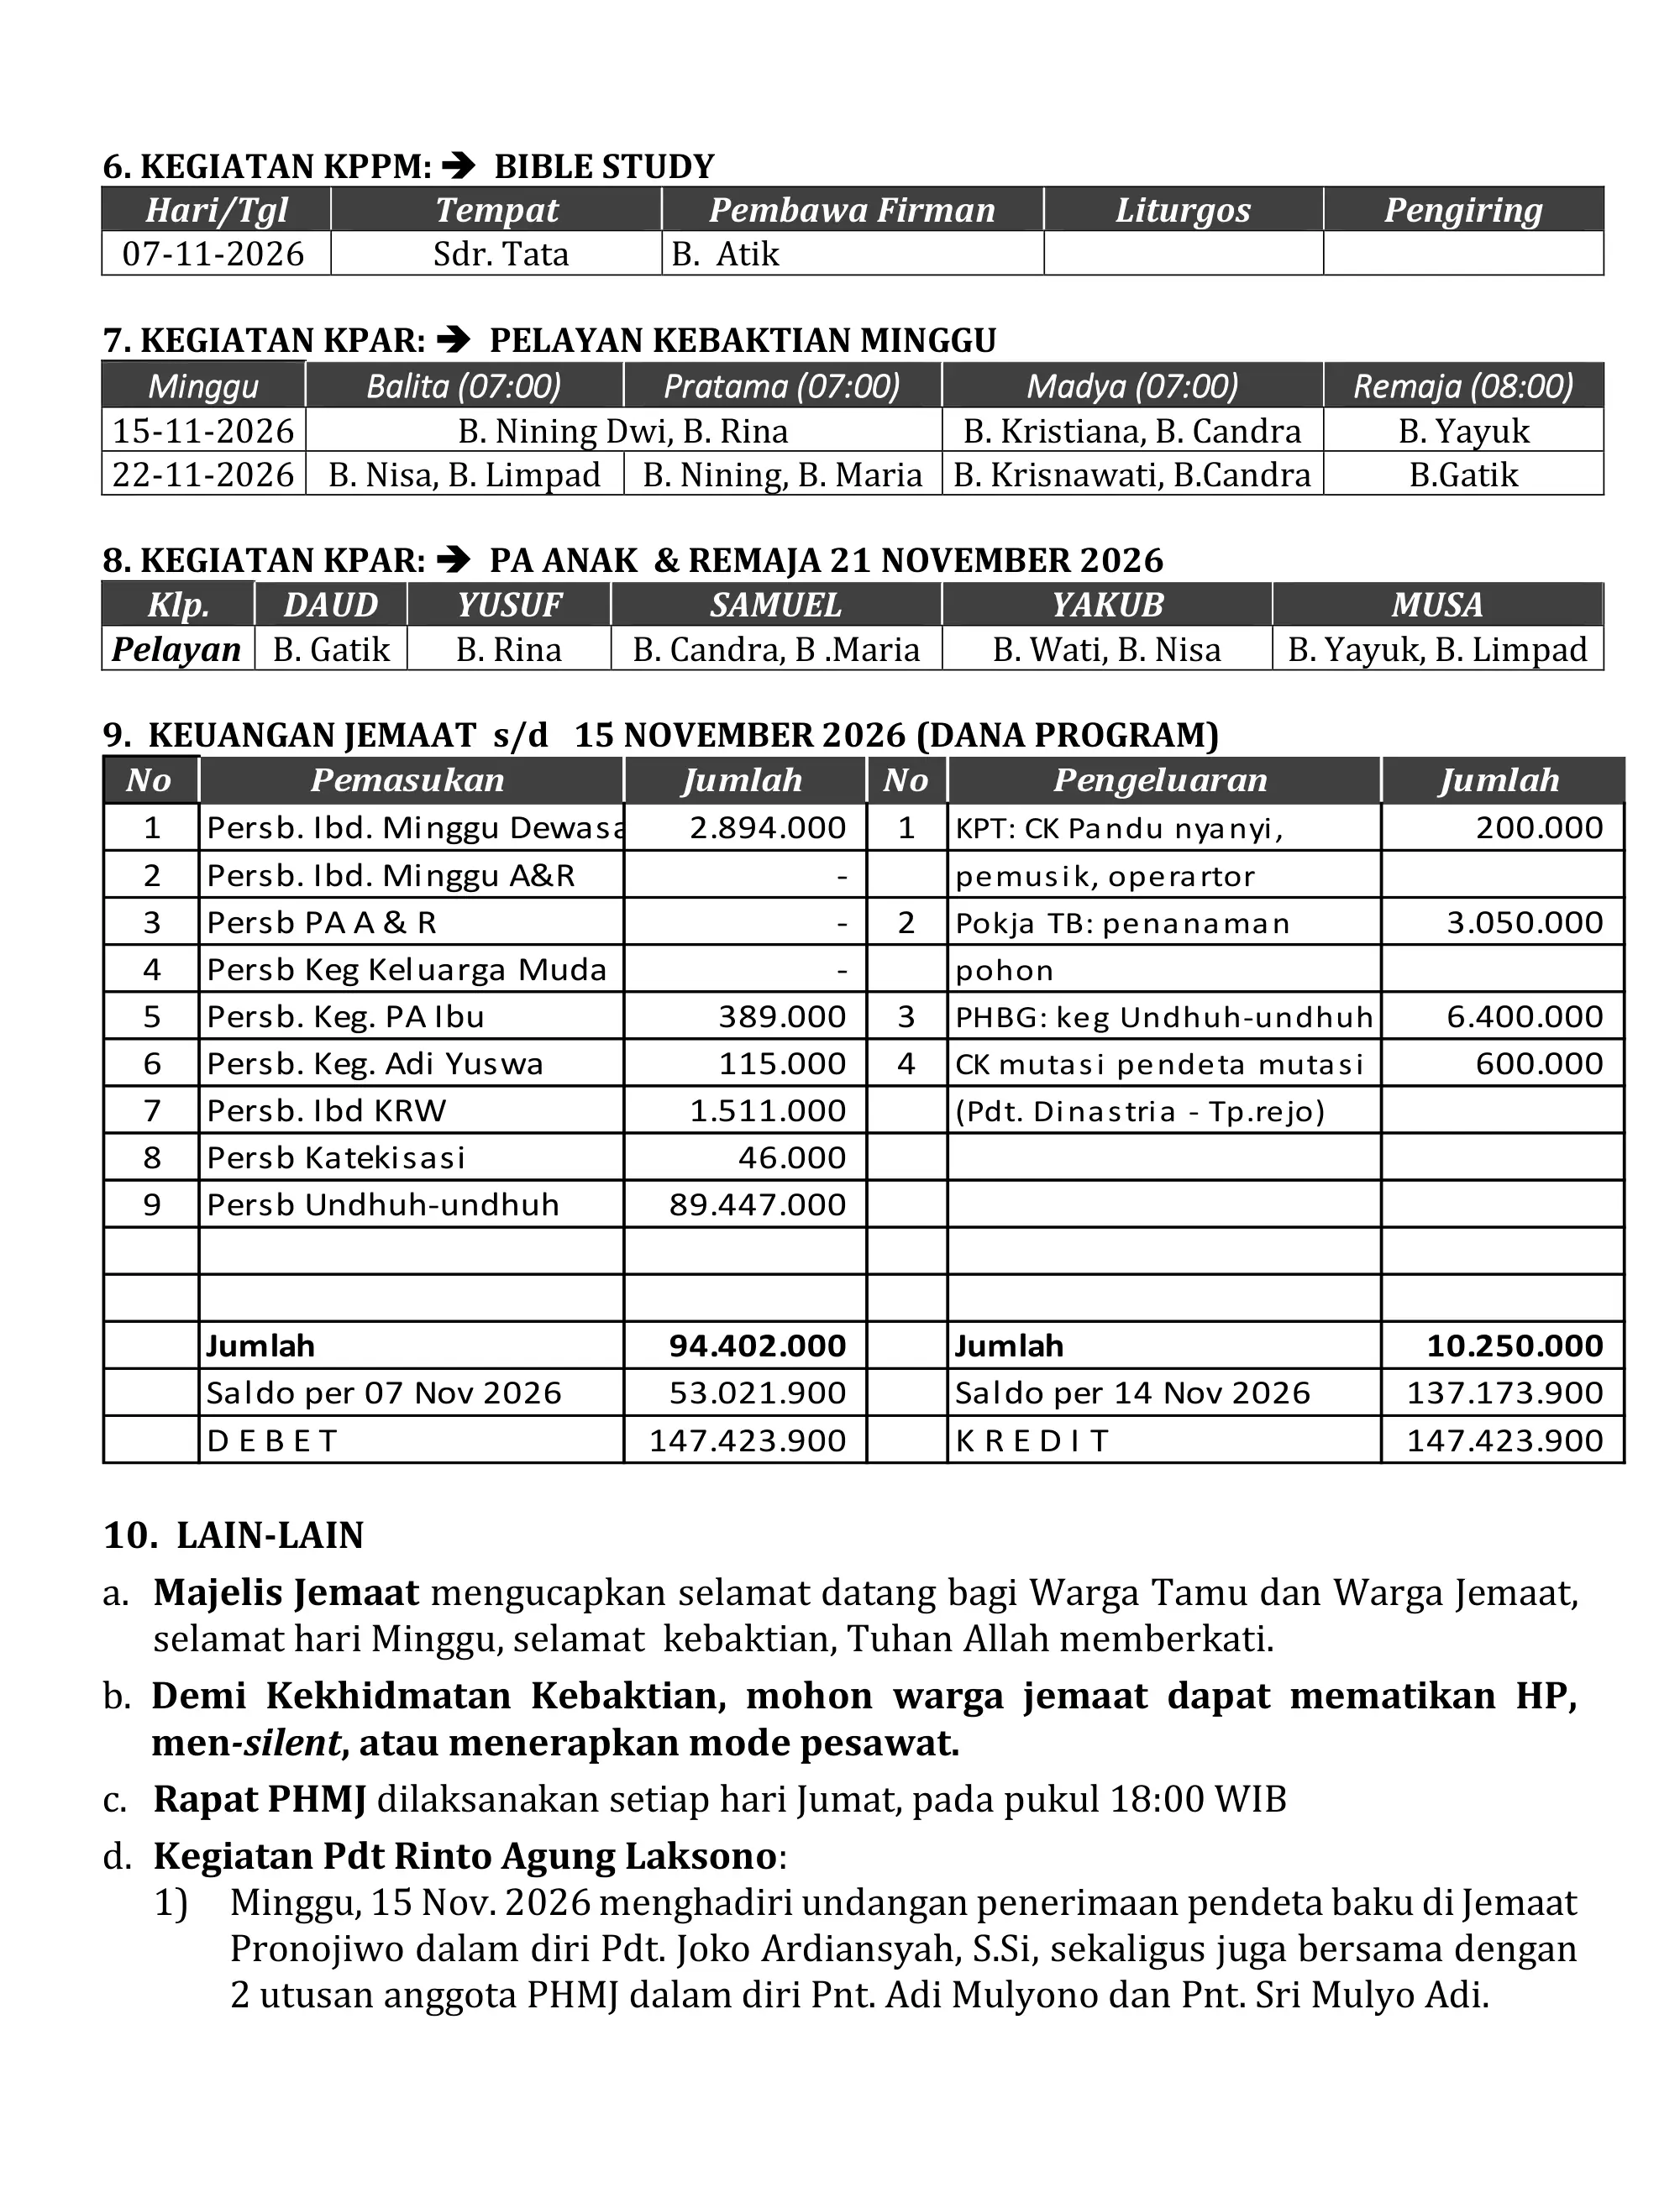 6. KEGIATAN KPPM: ➔ BIBLE STUDY
Hari/Tgl Tempat Pembawa Firman Liturgos Pengiring
07-11-2026 Sdr. Tata B. Atik
7. KEGIATAN KPAR: ➔ PELAYAN KEBAKTIAN MINGGU
Minggu Balita (07:00) Pratama (07:00) Madya (07:00) Remaja (08:00)
15-11-2026 B. Nining Dwi, B. Rina B. Kristiana, B. Candra B. Yayuk
22-11-2026 B. Nisa, B. Limpad B. Nining, B. Maria B. Krisnawati, B.Candra B.Gatik
8. KEGIATAN KPAR: ➔ PA ANAK & REMAJA 21 NOVEMBER 2026
Klp. DAUD YUSUF SAMUEL YAKUB MUSA
Pelayan B. Gatik B. Rina B. Candra, B .Maria B. Wati, B. Nisa B. Yayuk, B. Limpad
9. KEUANGAN JEMAAT s/d 15 NOVEMBER 2026 (DANA PROGRAM)
No Pemasukan Jumlah No Pengeluaran Jumlah
1 Persb. Ibd. Minggu Dewasa 2.894.000 1 KPT: CK Pandu nyanyi, 200.000
2 Persb. Ibd. Minggu A&R - pemusik, operartor
3 Persb PA A & R - 2 Pokja TB: penanaman 3.050.000
4 Persb Keg Keluarga Muda - pohon
5 Persb. Keg. PA Ibu 389.000 3 PHBG: keg Undhuh-undhuh 6.400.000
6 Persb. Keg. Adi Yuswa 115.000 4 CK mutasi pendeta mutasi 600.000
7 Persb. Ibd KRW 1.511.000 (Pdt. Dinastria - Tp.rejo)
8 Persb Katekisasi 46.000
9 Persb Undhuh-undhuh 89.447.000
Jumlah 94.402.000 Jumlah 10.250.000
Saldo per 07 Nov 2026 53.021.900 Saldo per 14 Nov 2026 137.173.900
D E B E T 147.423.900 K R E D I T 147.423.900
10. LAIN-LAIN
a. Majelis Jemaat mengucapkan selamat datang bagi Warga Tamu dan Warga Jemaat,
selamat hari Minggu, selamat kebaktian, Tuhan Allah memberkati.
b. Demi Kekhidmatan Kebaktian, mohon warga jemaat dapat mematikan HP,
men-silent, atau menerapkan mode pesawat.
c. Rapat PHMJ dilaksanakan setiap hari Jumat, pada pukul 18:00 WIB
d. Kegiatan Pdt Rinto Agung Laksono:
1) Minggu, 15 Nov. 2026 menghadiri undangan penerimaan pendeta baku di Jemaat
Pronojiwo dalam diri Pdt. Joko Ardiansyah, S.Si, sekaligus juga bersama dengan
2 utusan anggota PHMJ dalam diri Pnt. Adi Mulyono dan Pnt. Sri Mulyo Adi.